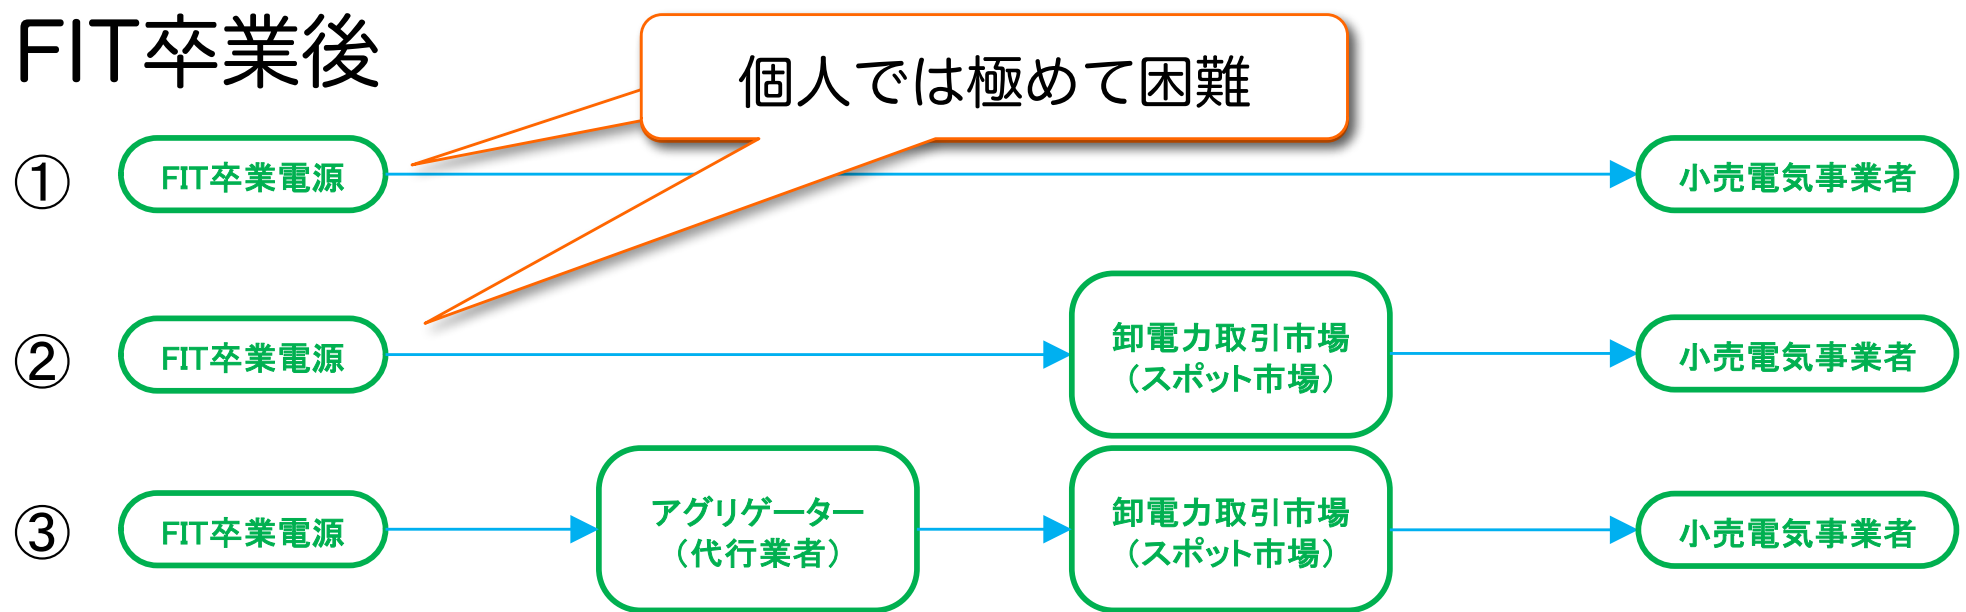 FIT卒業後
個人では極めて困難
①
FIT卒業電源
小売電気事業者
②
FIT卒業電源
卸電力取引市場
（スポット市場）
小売電気事業者
③
FIT卒業電源
アグリゲーター
（代行業者）
卸電力取引市場
（スポット市場）
小売電気事業者